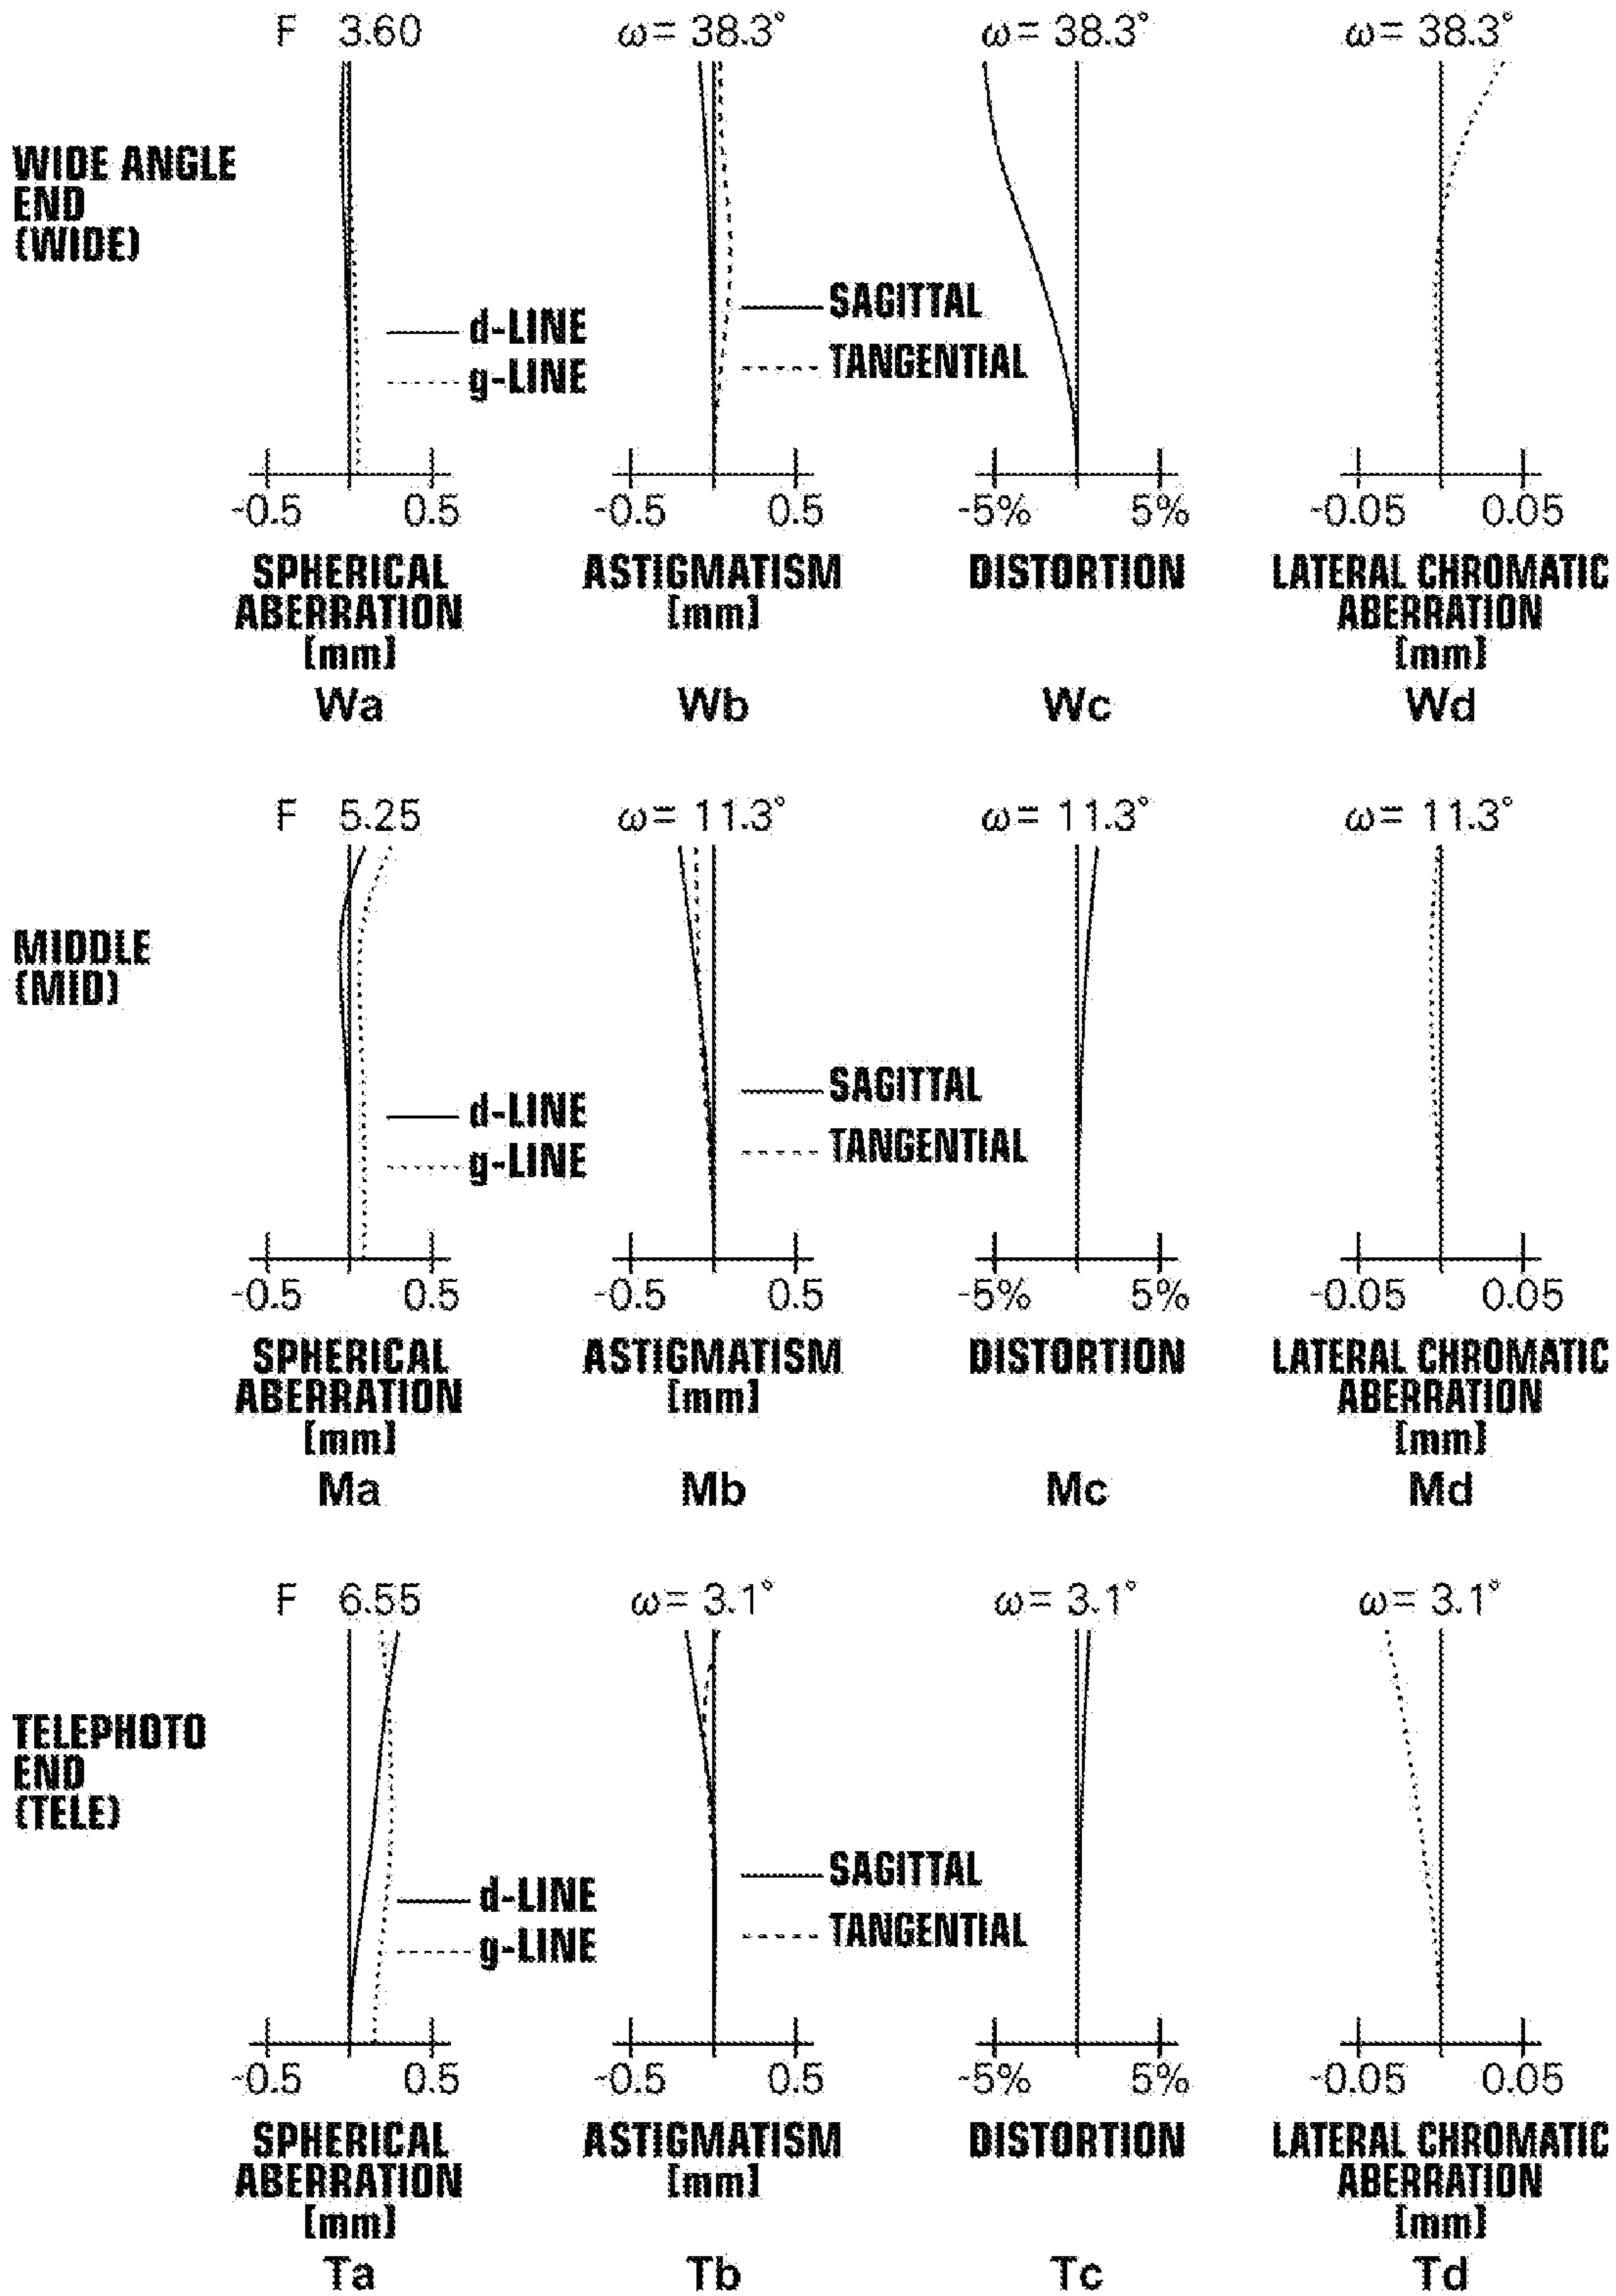 F 3.60 ω= 38.3° ω= 38.3° ω= 38.3°
WIDE ANGLE
END
(WIDE)
d-LINE
g-LINE
SAGITTAL
TANGENTIAL
-0.5 0.5 -0.5 0.5 -5% 5% -0.05 0.05
SPHERICAL
ABERRATION
[mm]
ASTIGMATISM
[mm]
DISTORTION
LATERAL CHROMATIC
ABERRATION
[mm]
Wa Wb Wc Wd
F 5.25 ω= 11.3° ω= 11.3° ω= 11.3°
MIDDLE
(MID)
d-LINE
g-LINE
SAGITTAL
TANGENTIAL
-0.5 0.5 -0.5 0.5 -5% 5% -0.05 0.05
SPHERICAL
ABERRATION
[mm]
ASTIGMATISM
[mm]
DISTORTION
LATERAL CHROMATIC
ABERRATION
[mm]
Ma Mb Mc Md
F 6.55 ω= 3.1° ω= 3.1° ω= 3.1°
TELEPHOTO
END
(TELE)
d-LINE
g-LINE
SAGITTAL
TANGENTIAL
-0.5 0.5 -0.5 0.5 -5% 5% -0.05 0.05
SPHERICAL
ABERRATION
[mm]
ASTIGMATISM
[mm]
DISTORTION
LATERAL CHROMATIC
ABERRATION
[mm]
Ta Tb Tc Td